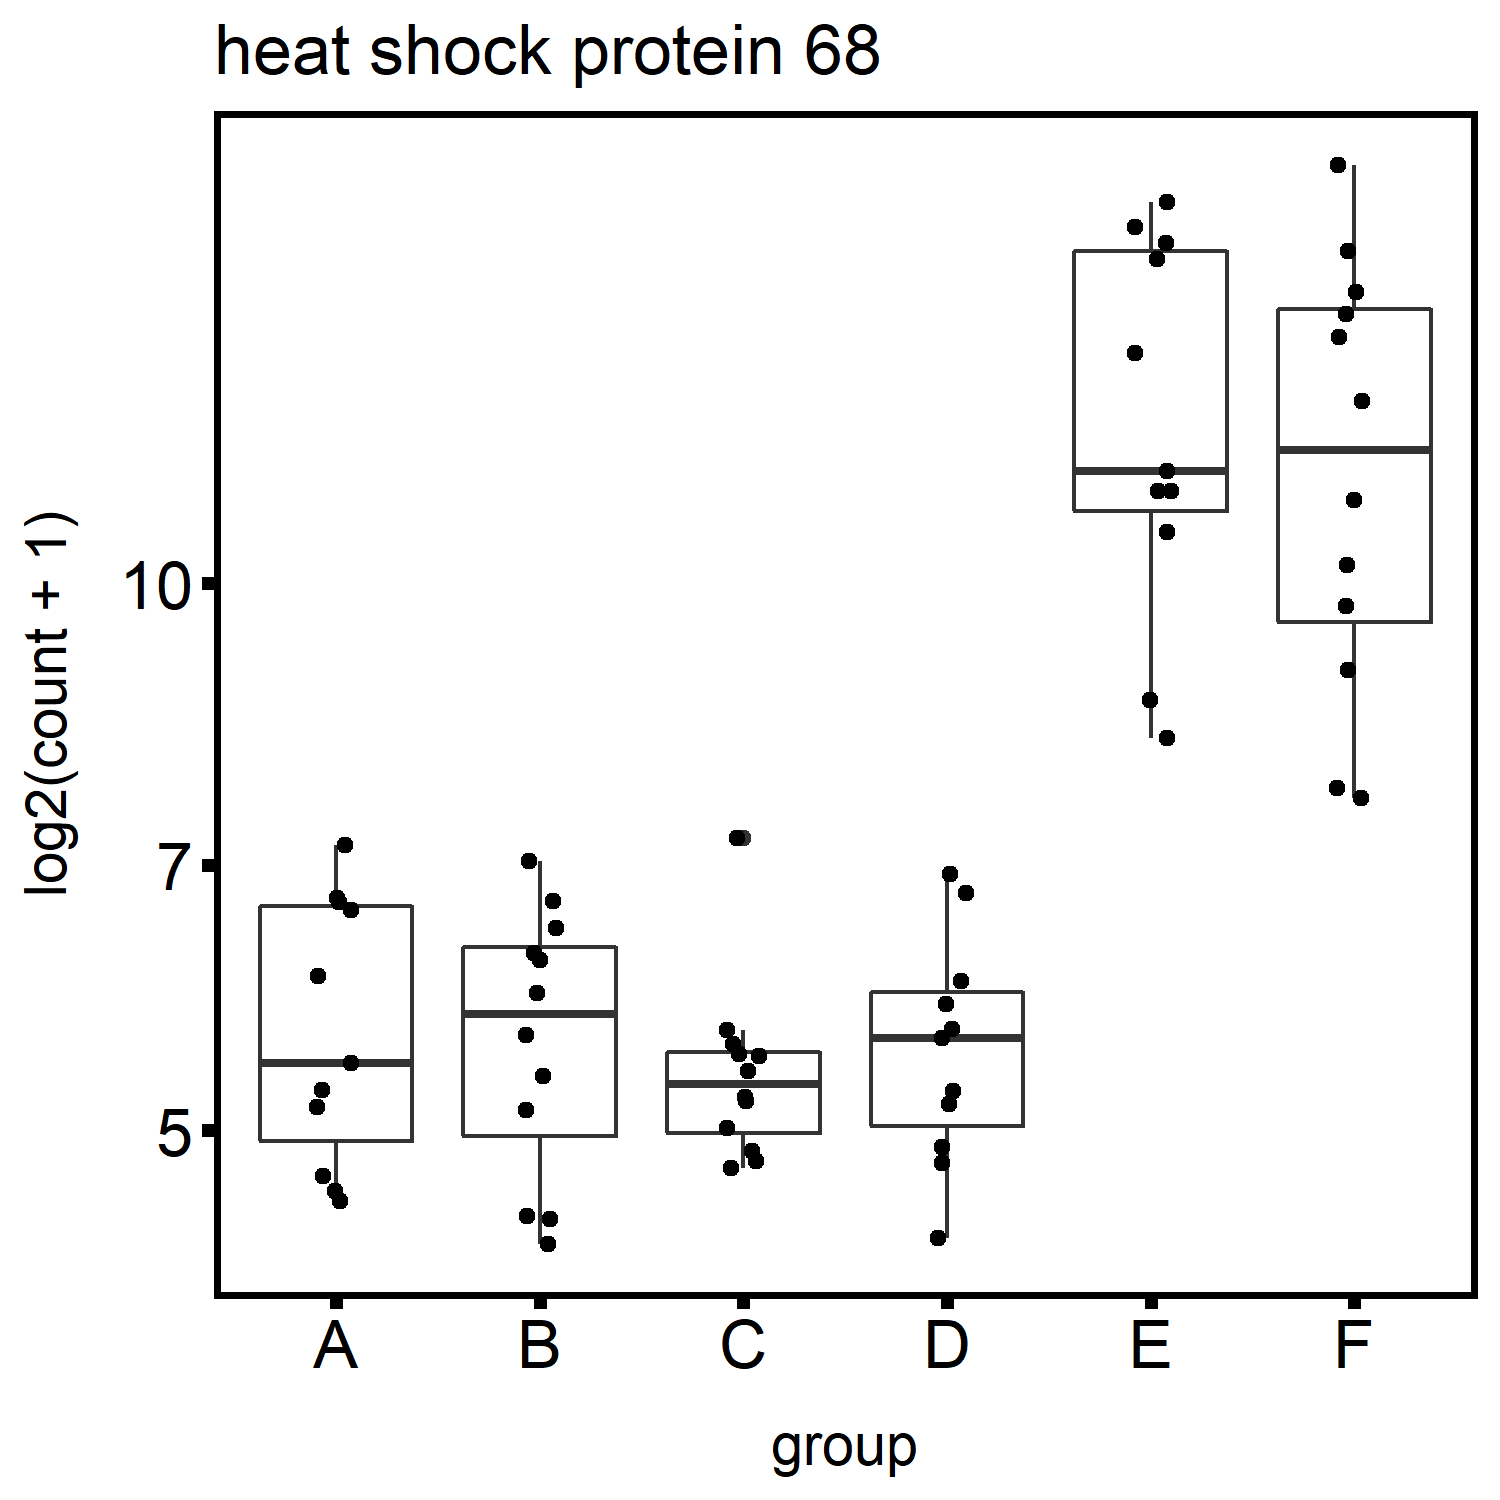 heat shock protein 68
log2(count + 1)
10
7
5
A B C D E F
group